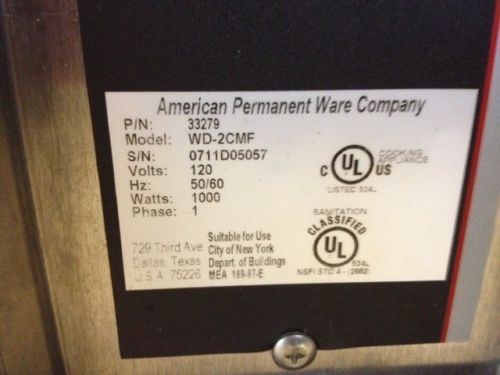 American Permanent Ware Company
P/N: 33279
Model: WD-2CMF
S/N: 0711D05057
Volts: 120
Hz: 50/60
Watts: 1000
Phase: 1
729 Third Ave.
Dallas, Texas
U.S.A. 75226
Suitable for Use
City of New York
Depart. of Buildings
MEA 169-97-E
C UL US
COOKING
APPLIANCE
LISTED 534L
SANITATION
CLASSIFIED
UL
534L
NSF/ STD 4 - (2002)